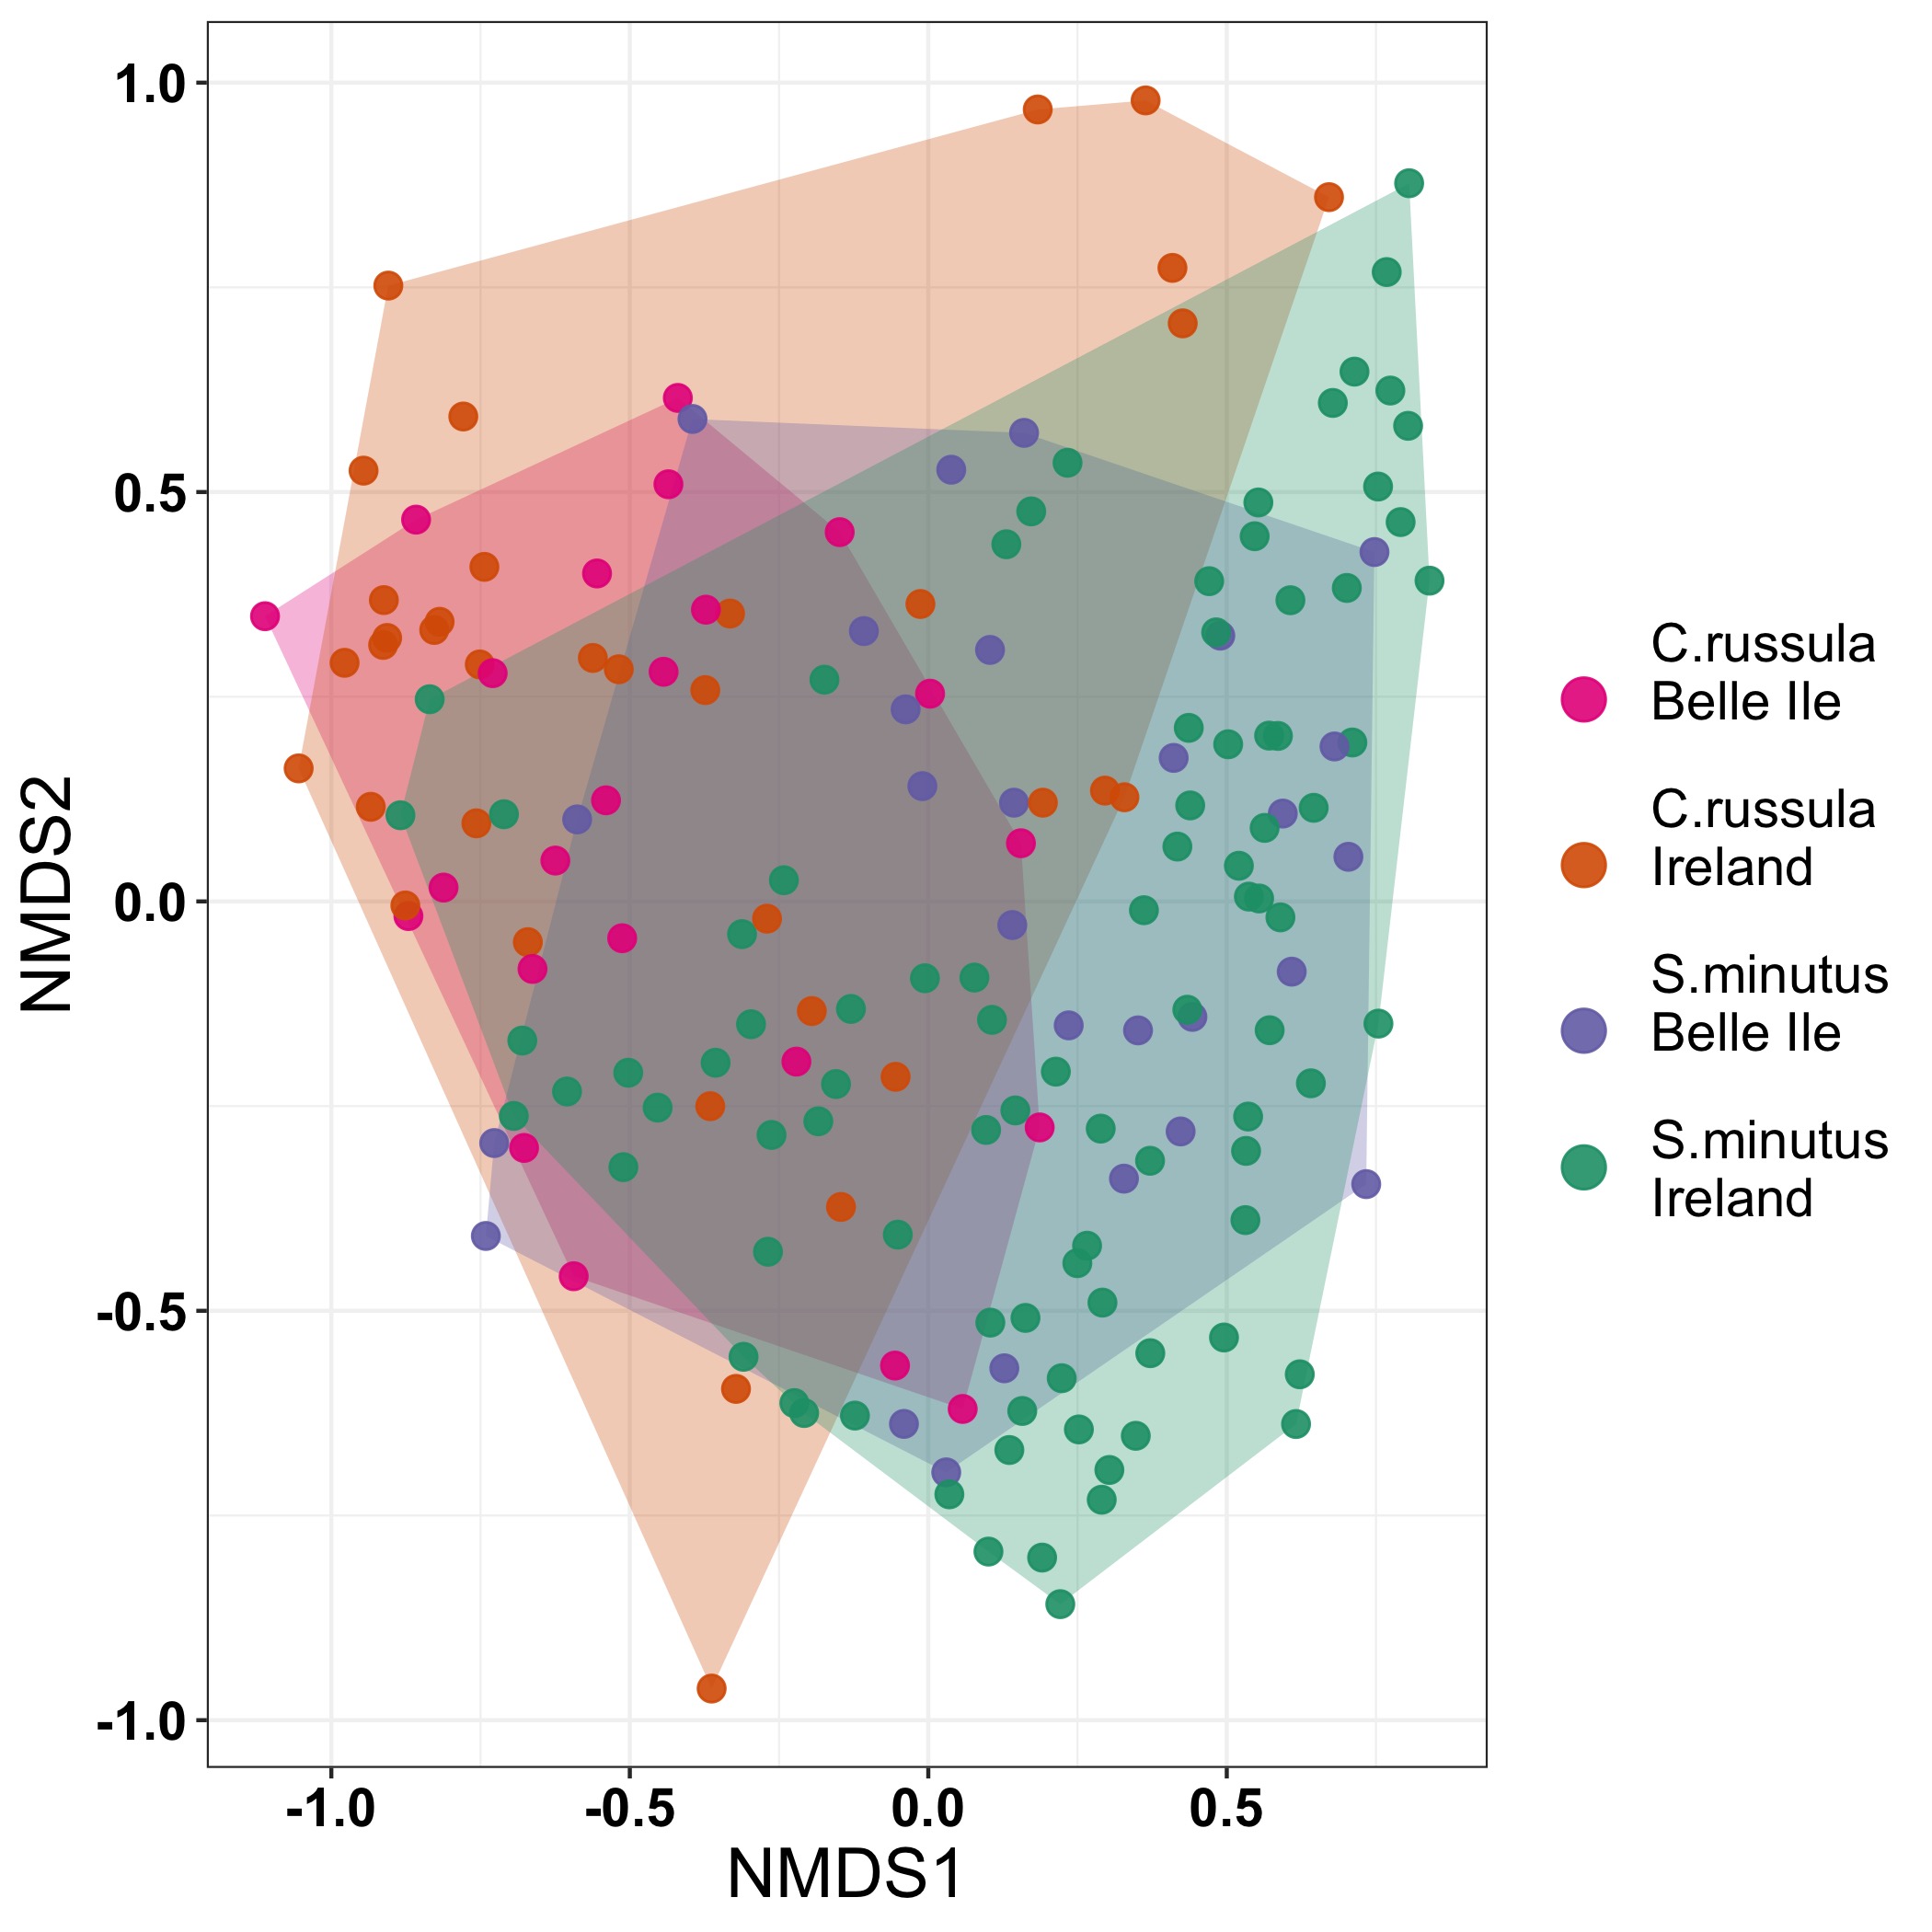 1.0
0.5
0.0
-0.5
-1.0
NMDS2
-1.0 -0.5 0.0 0.5
NMDS1
C.russula
Belle Ile
C.russula
Ireland
S.minutus
Belle Ile
S.minutus
Ireland